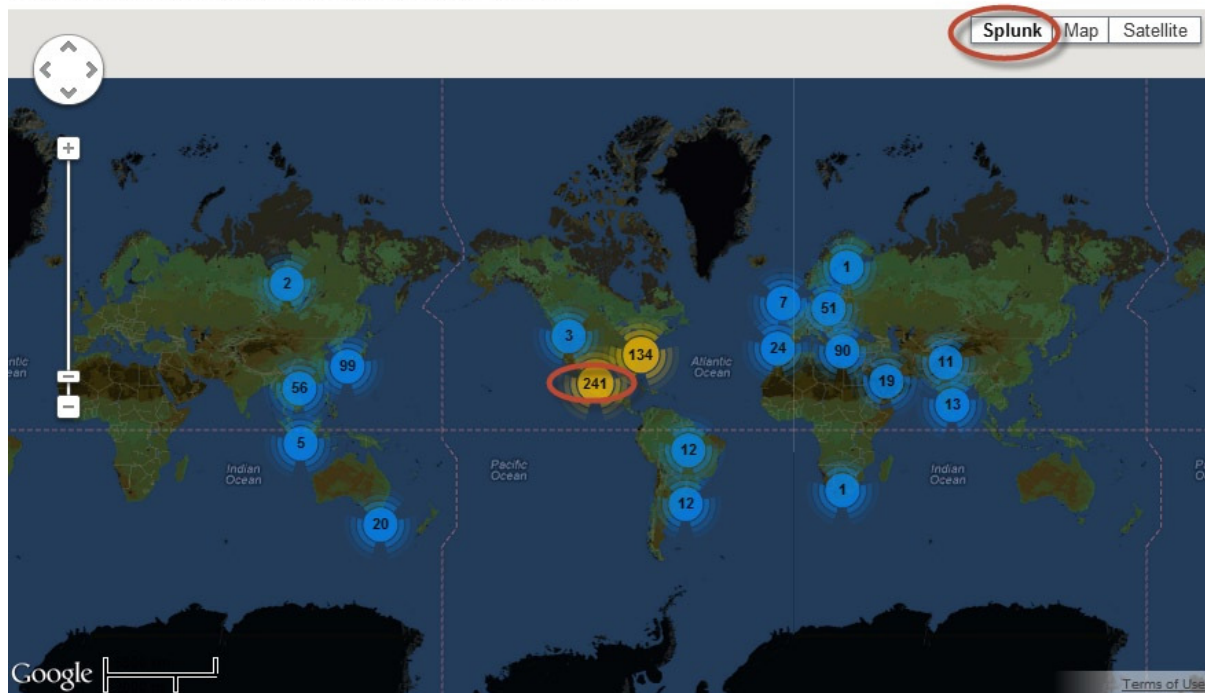 Splunk
Map
Satellite
1
2
7
51
3
134
24
90
11
99
241
19
56
13
Atlantic
Ocean
5
12
Indian
Ocean
Pacific
Ocean
Indian
Ocean
1
12
20
Google
Terms of Use